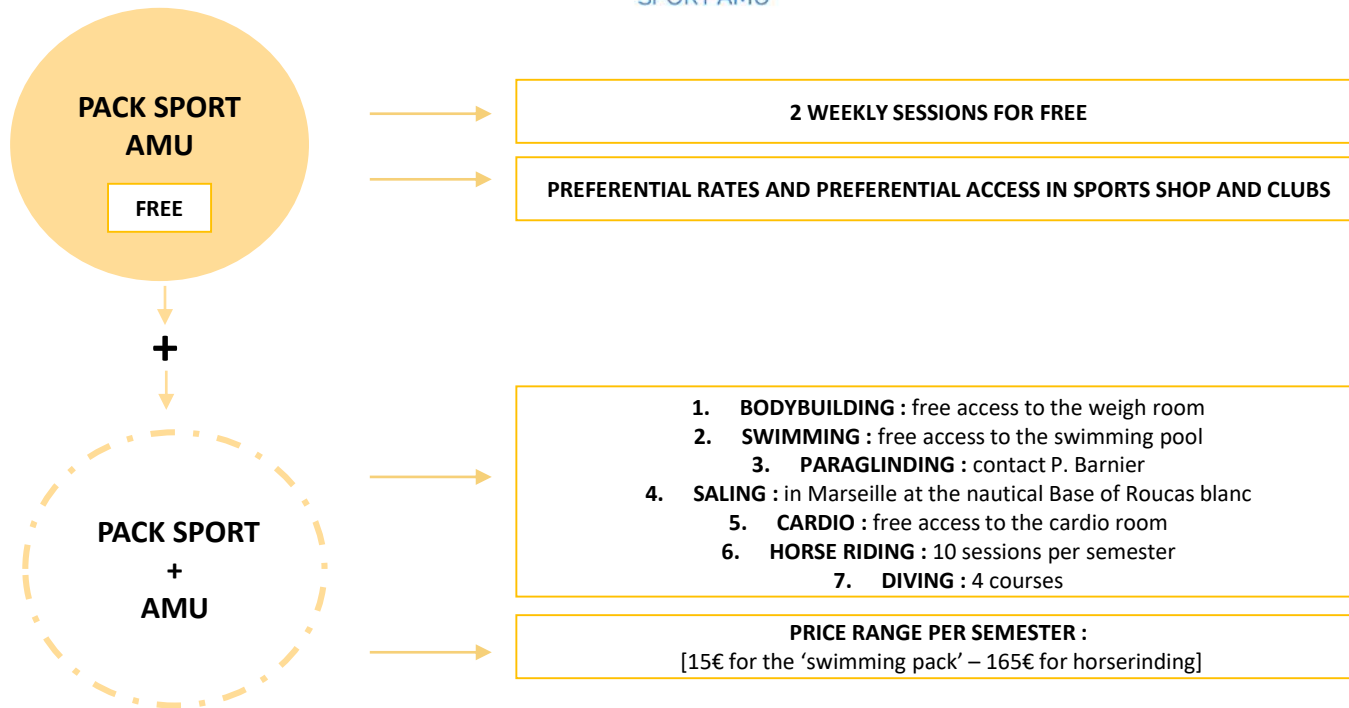 SPORT AMU
PACK SPORT
AMU
FREE
2 WEEKLY SESSIONS FOR FREE
PREFERENTIAL RATES AND PREFERENTIAL ACCESS IN SPORTS SHOP AND CLUBS
+
PACK SPORT
+
AMU
1. BODYBUILDING : free access to the weigh room
2. SWIMMING : free access to the swimming pool
3. PARAGLINDING : contact P. Barnier
4. SALING : in Marseille at the nautical Base of Roucas blanc
5. CARDIO : free access to the cardio room
6. HORSE RIDING : 10 sessions per semester
7. DIVING : 4 courses
PRICE RANGE PER SEMESTER :
[15€ for the ‘swimming pack’ – 165€ for horserinding]